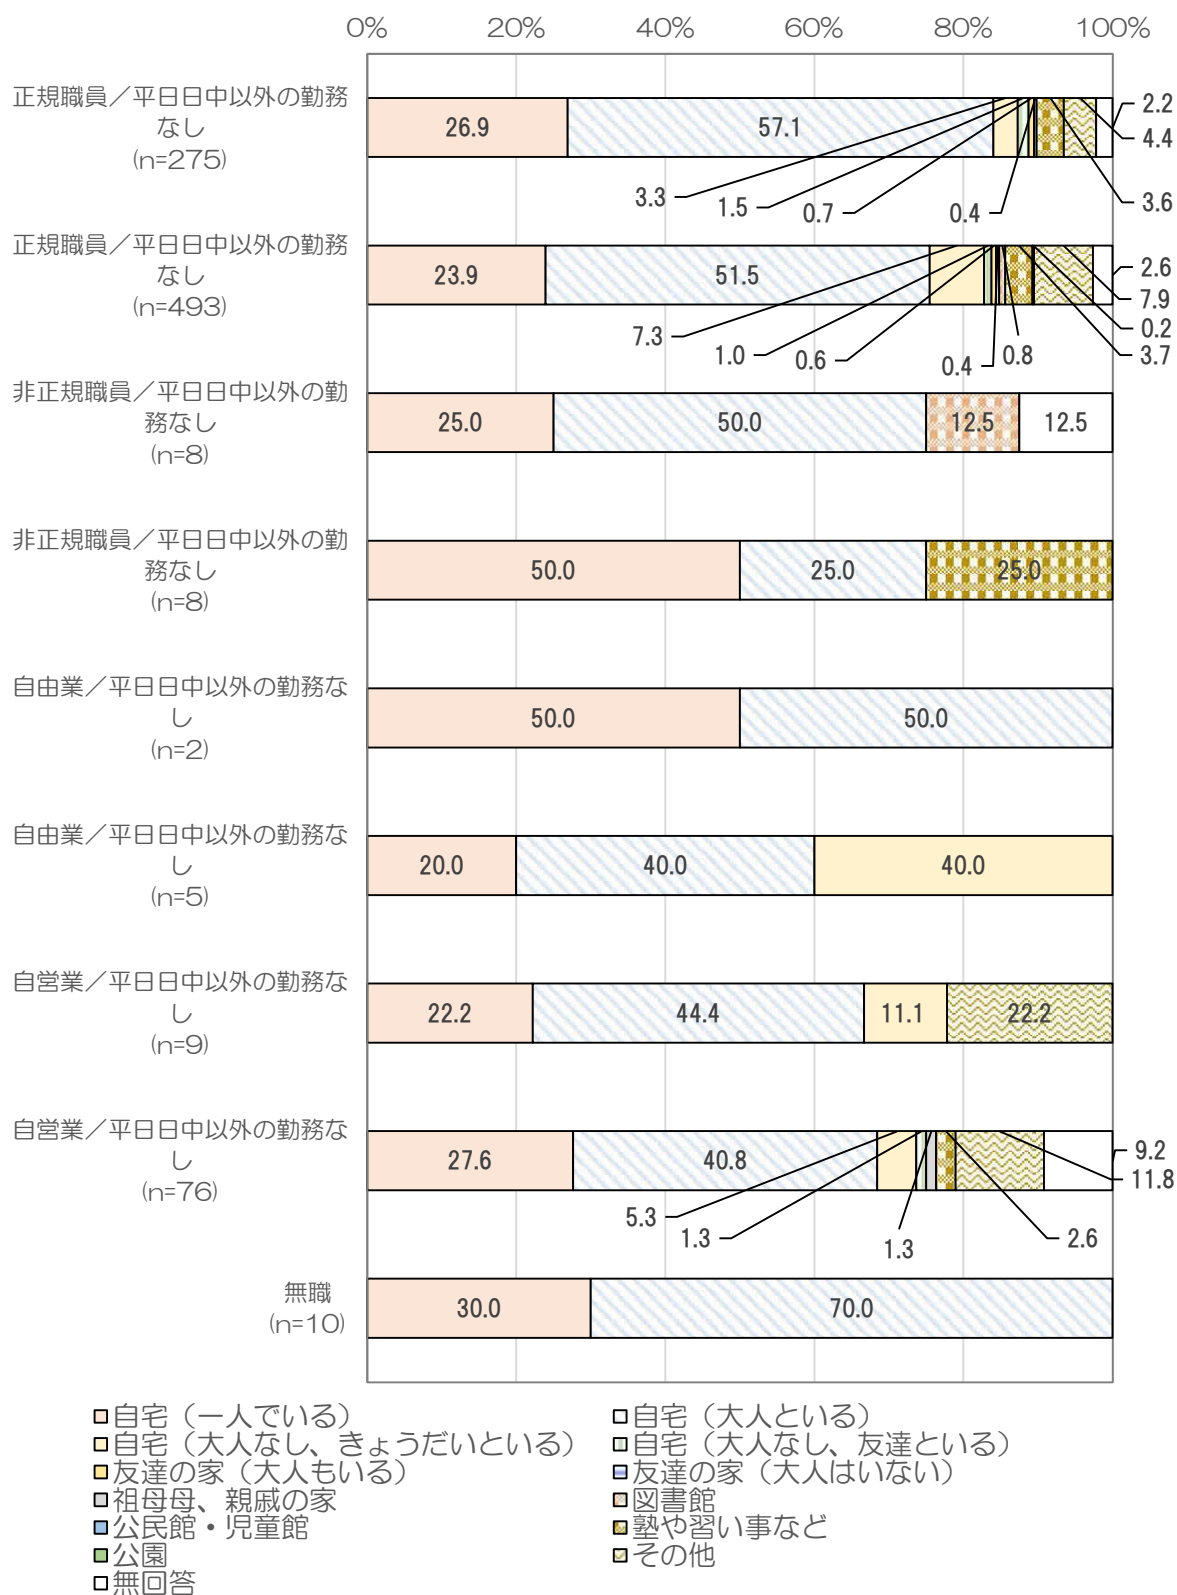 0% 20% 40% 60% 80% 100%
正規職員／平日日中以外の勤務
なし
(n=275)
26.9 57.1 2.2
4.4
3.3 1.5 0.7 0.4 3.6
正規職員／平日日中以外の勤務
なし
(n=493)
23.9 51.5 2.6
7.9
0.2
7.3 1.0 0.6 0.4 0.8 3.7
非正規職員／平日日中以外の勤
務なし
(n=8)
25.0 50.0 12.5 12.5
非正規職員／平日日中以外の勤
務なし
(n=8)
50.0 25.0 25.0
自由業／平日日中以外の勤務な
し
(n=2)
50.0 50.0
自由業／平日日中以外の勤務な
し
(n=5)
20.0 40.0 40.0
自営業／平日日中以外の勤務な
し
(n=9)
22.2 44.4 11.1 22.2
自営業／平日日中以外の勤務な
し
(n=76)
27.6 40.8 9.2
11.8
5.3 1.3 1.3 2.6
無職
(n=10)
30.0 70.0
自宅（一人でいる） 自宅（大人といる）
自宅（大人なし、きょうだいといる） 自宅（大人なし、友達といる）
友達の家（大人もいる） 友達の家（大人はいない）
祖母母、親戚の家 図書館
公民館・児童館 塾や習い事など
公園 その他
無回答